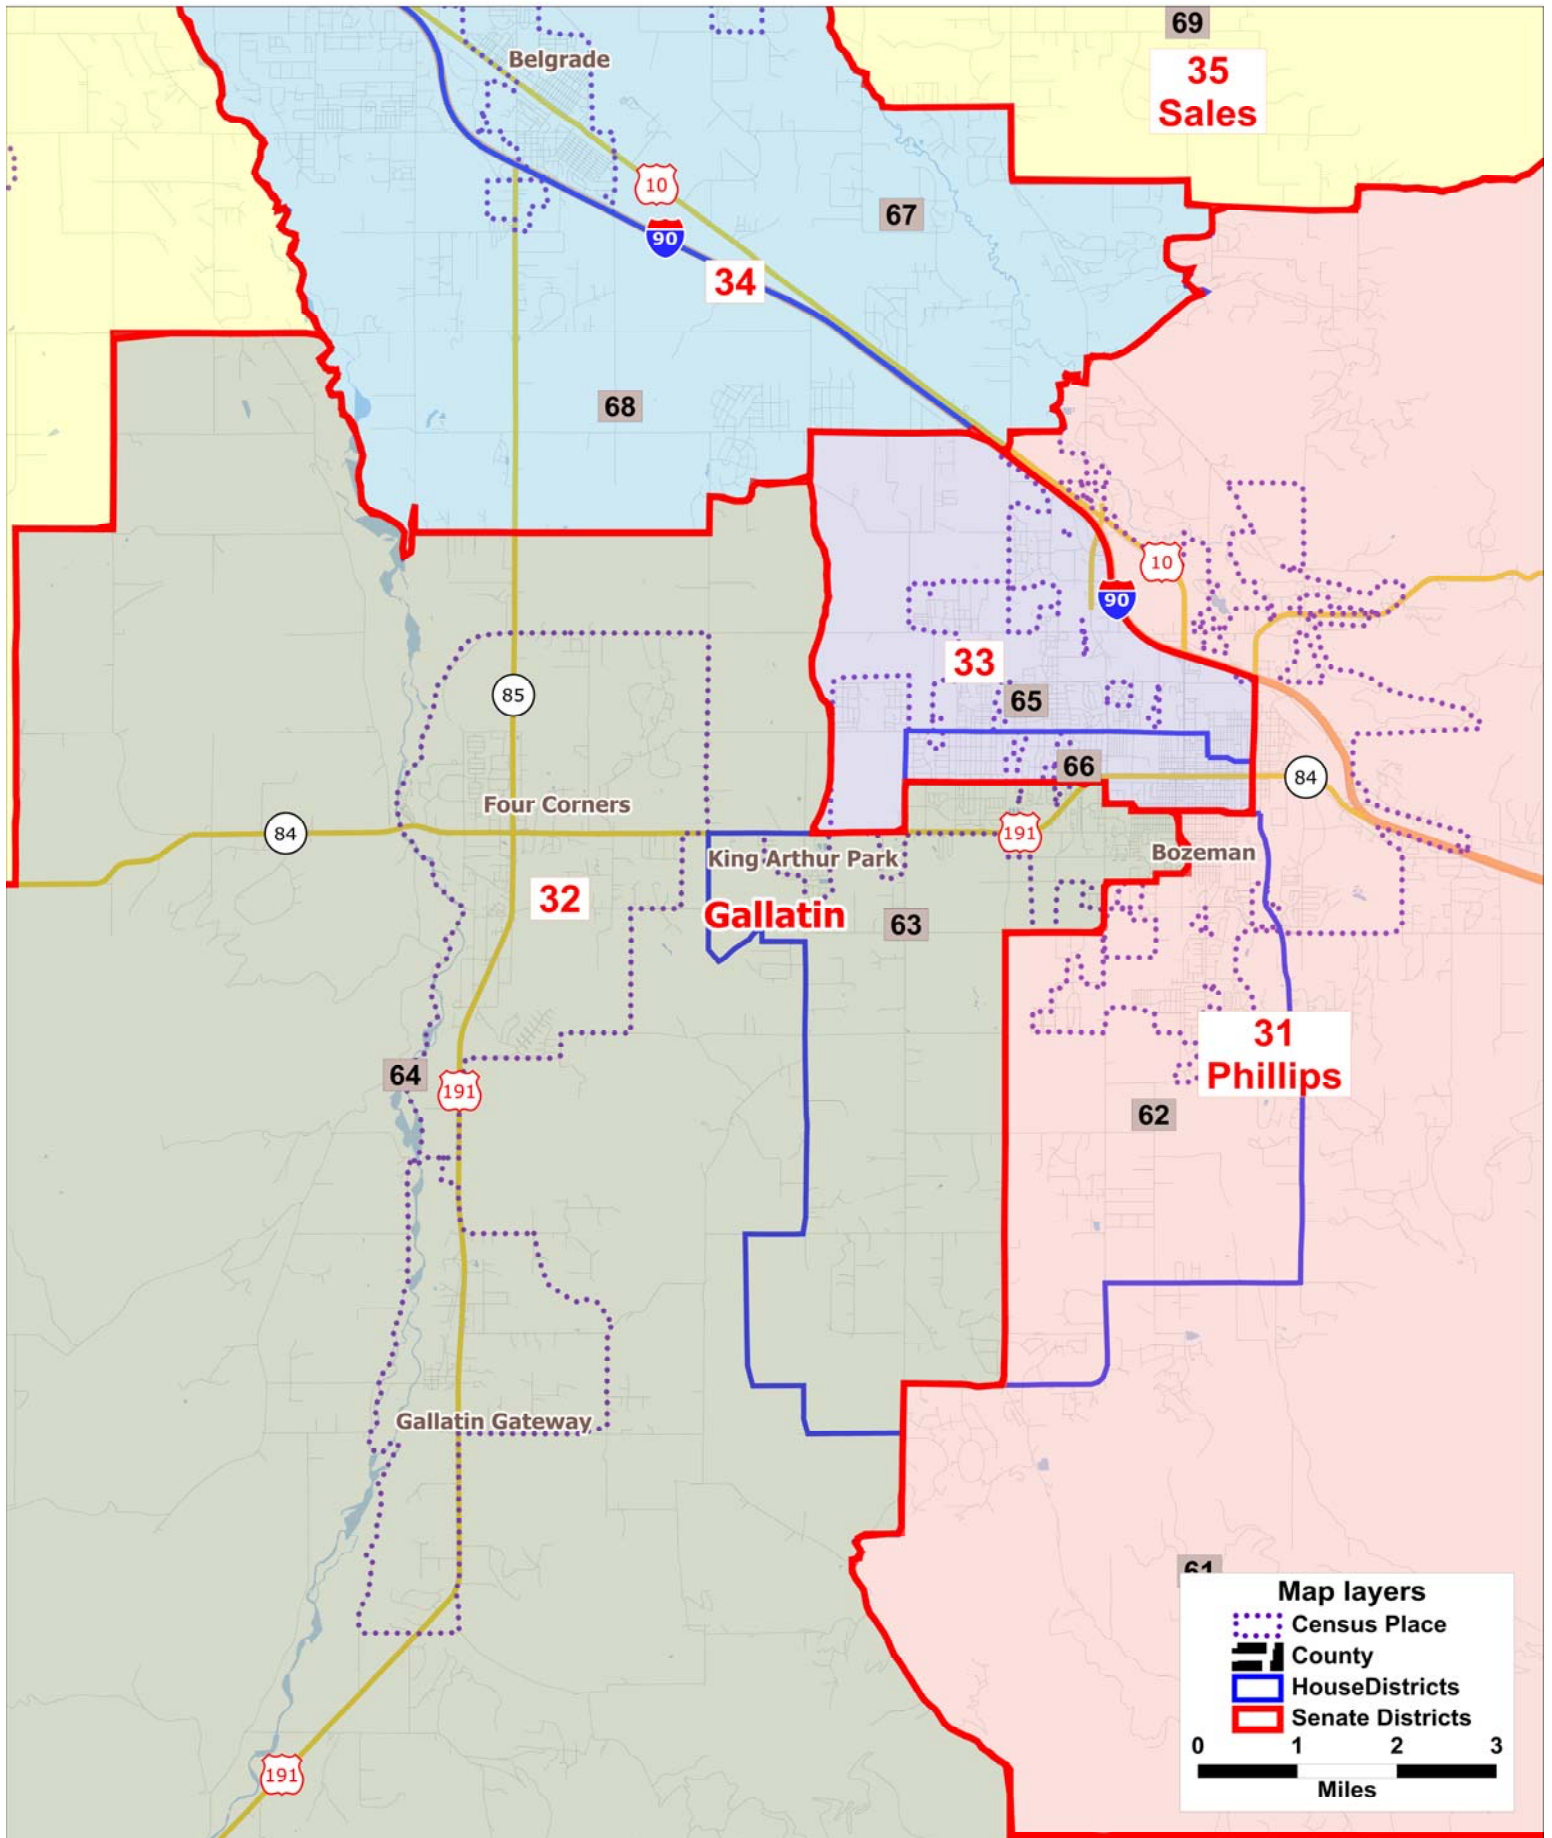 69
35
Sales
Belgrade
10
67
90
34
68
10
90
33
85
65
66
84
Four Corners
84
191
King Arthur Park
Bozeman
32
Gallatin
63
31
Phillips
64
191
62
Gallatin Gateway
61
Map layers
Census Place
County
HouseDistricts
Senate Districts
0 1 2 3
Miles
191